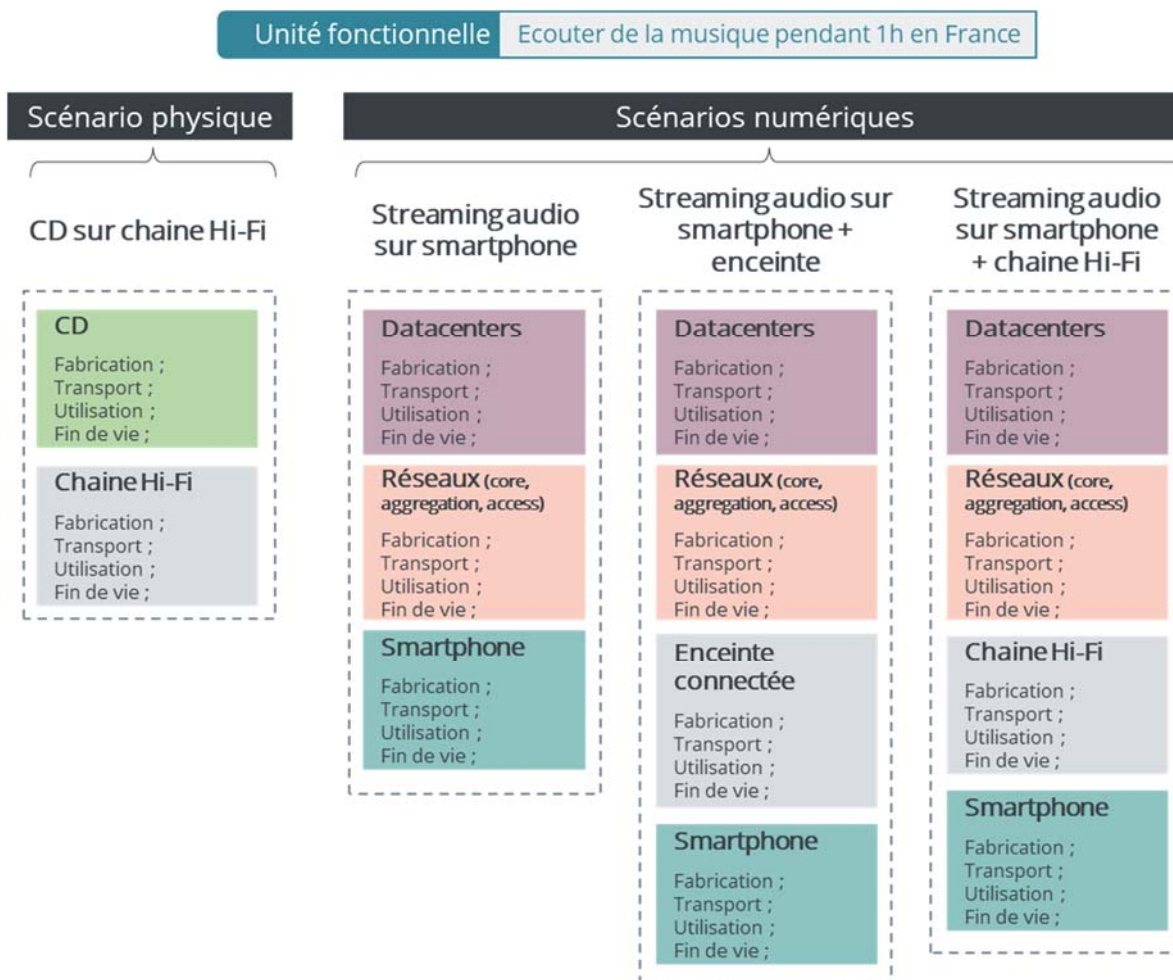 Unité fonctionnelle Ecouter de la musique pendant 1h en France
Scénario physique
CD sur chaine Hi-Fi
CD
Fabrication ;
Transport ;
Utilisation ;
Fin de vie ;
Chaine Hi-Fi
Fabrication ;
Transport ;
Utilisation ;
Fin de vie ;
Scénarios numériques
Streaming audio
sur smartphone
Datacenters
Fabrication ;
Transport ;
Utilisation ;
Fin de vie ;
Réseaux (core,
aggregation, access)
Fabrication ;
Transport ;
Utilisation ;
Fin de vie ;
Smartphone
Fabrication ;
Transport ;
Utilisation ;
Fin de vie ;
Streaming audio sur
smartphone +
enceinte
Datacenters
Fabrication ;
Transport ;
Utilisation ;
Fin de vie ;
Réseaux (core,
aggregation, access)
Fabrication ;
Transport ;
Utilisation ;
Fin de vie ;
Enceinte
connectée
Fabrication ;
Transport ;
Utilisation ;
Fin de vie ;
Smartphone
Fabrication ;
Transport ;
Utilisation ;
Fin de vie ;
Streaming audio
sur smartphone
+ chaine Hi-Fi
Datacenters
Fabrication ;
Transport ;
Utilisation ;
Fin de vie ;
Réseaux (core,
aggregation, access)
Fabrication ;
Transport ;
Utilisation ;
Fin de vie ;
Chaine Hi-Fi
Fabrication ;
Transport ;
Utilisation ;
Fin de vie ;
Smartphone
Fabrication ;
Transport ;
Utilisation ;
Fin de vie ;